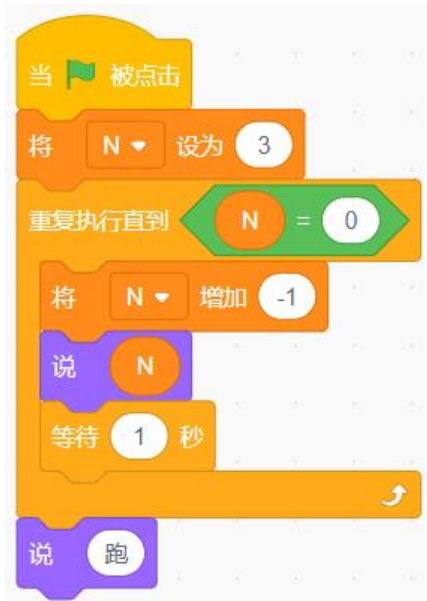 当 被点击
将 N 设为 3
重复执行直到 N = 0
将 N 增加 -1
说 N
等待 1 秒
说 跑